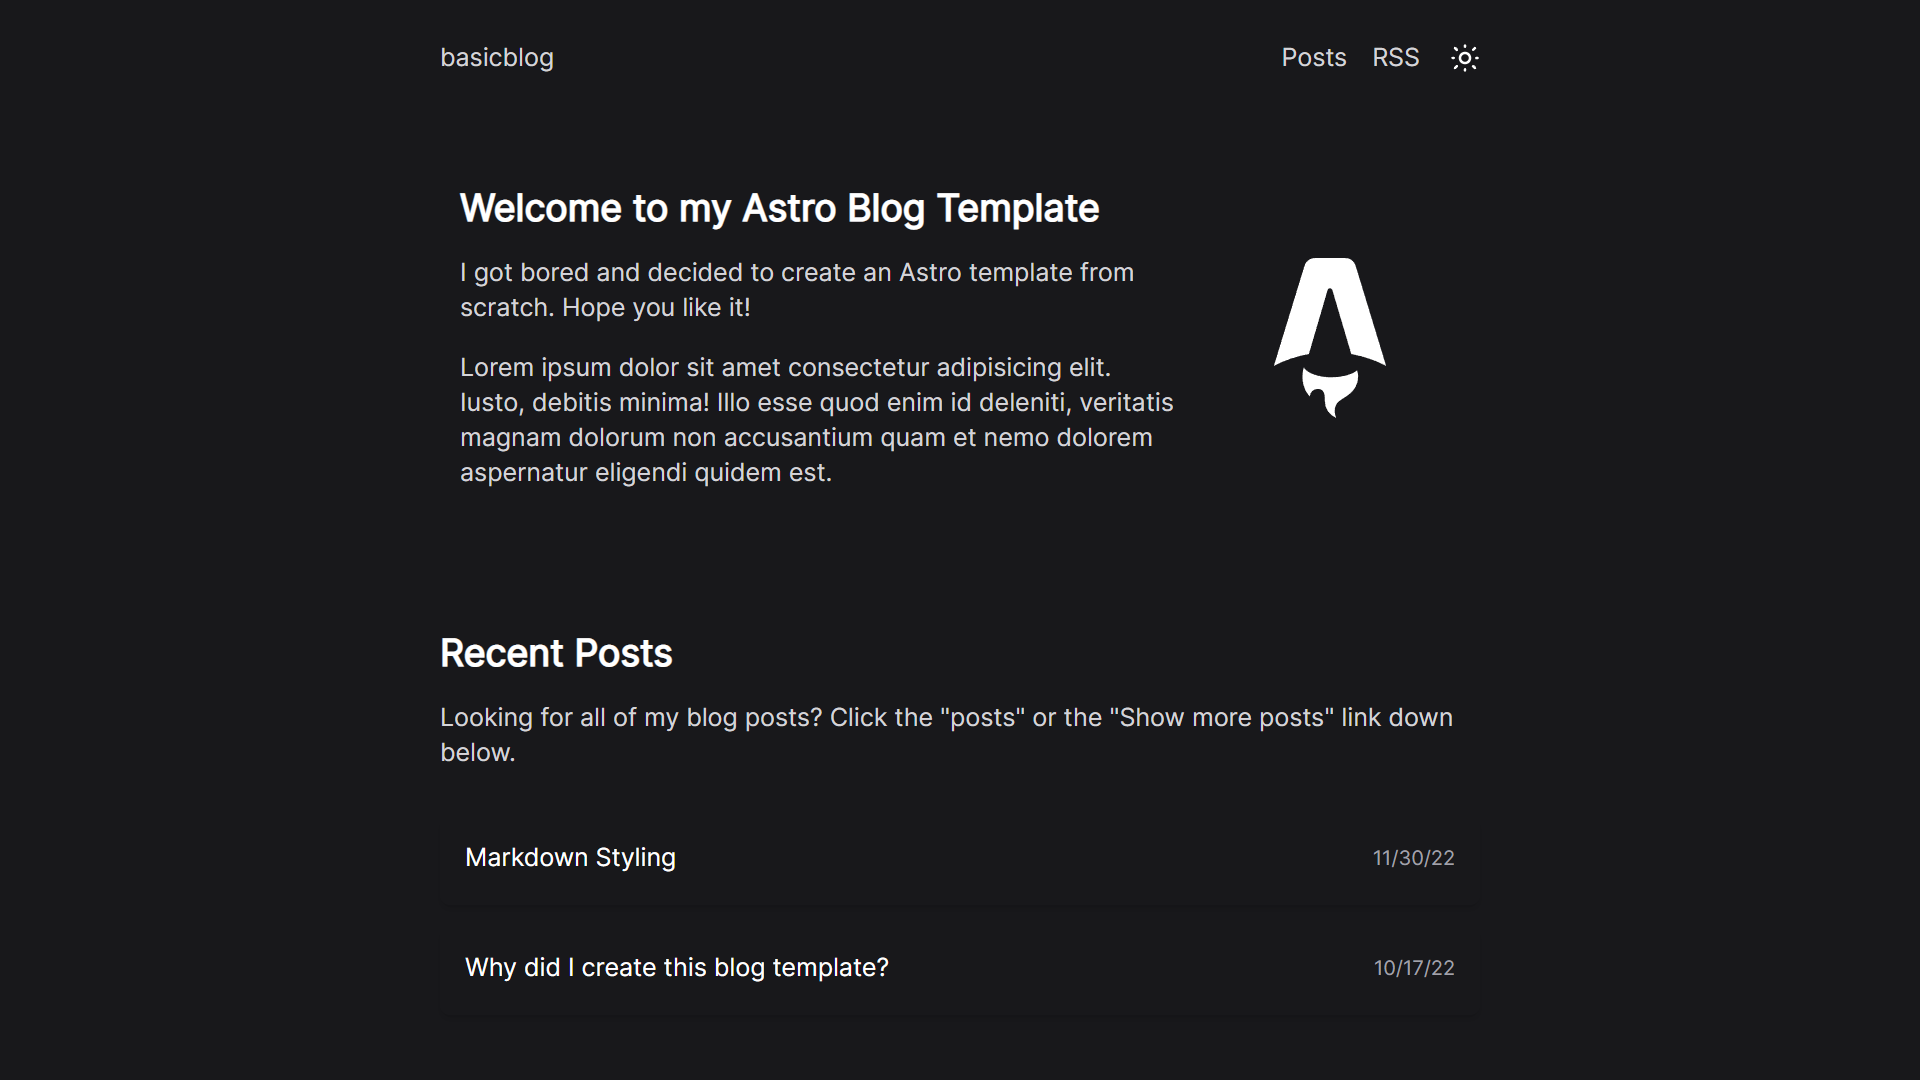 basicblog
Posts
RSS
Welcome to my Astro Blog Template
I got bored and decided to create an Astro template from
scratch. Hope you like it!
Lorem ipsum dolor sit amet consectetur adipisicing elit.
Iusto, debitis minima! Illo esse quod enim id deleniti, veritatis
magnam dolorum non accusantium quam et nemo dolorem
aspernatur eligendi quidem est.
Recent Posts
Looking for all of my blog posts? Click the "posts" or the "Show more posts" link down
below.
Markdown Styling
11/30/22
Why did I create this blog template?
10/17/22